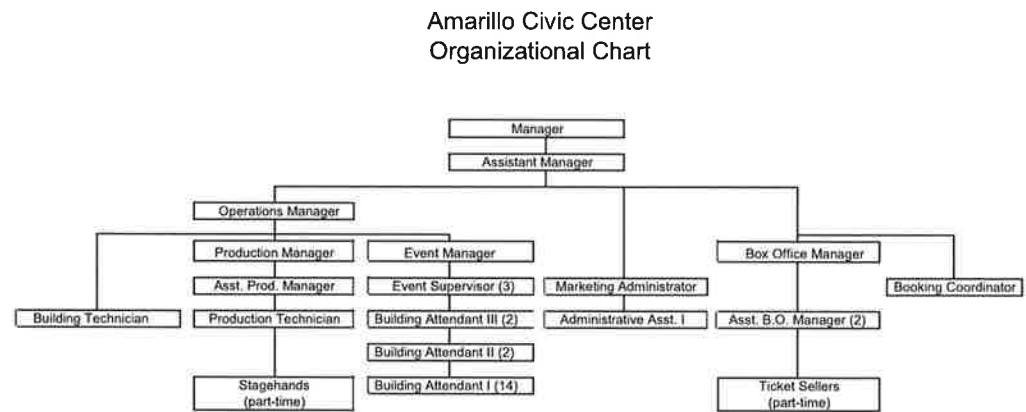 Amarillo Civic Center
Organizational Chart
Manager
Assistant Manager
Operations Manager
Production Manager
Event Manager
Box Office Manager
Asst. Prod. Manager
Event Supervisor (3)
Marketing Administrator
Booking Coordinator
Building Technician
Production Technician
Building Attendant III (2)
Administrative Asst. I
Asst. B.O. Manager (2)
Building Attendant II (2)
Stagehands
(part-time)
Building Attendant I (14)
Ticket Sellers
(part-time)